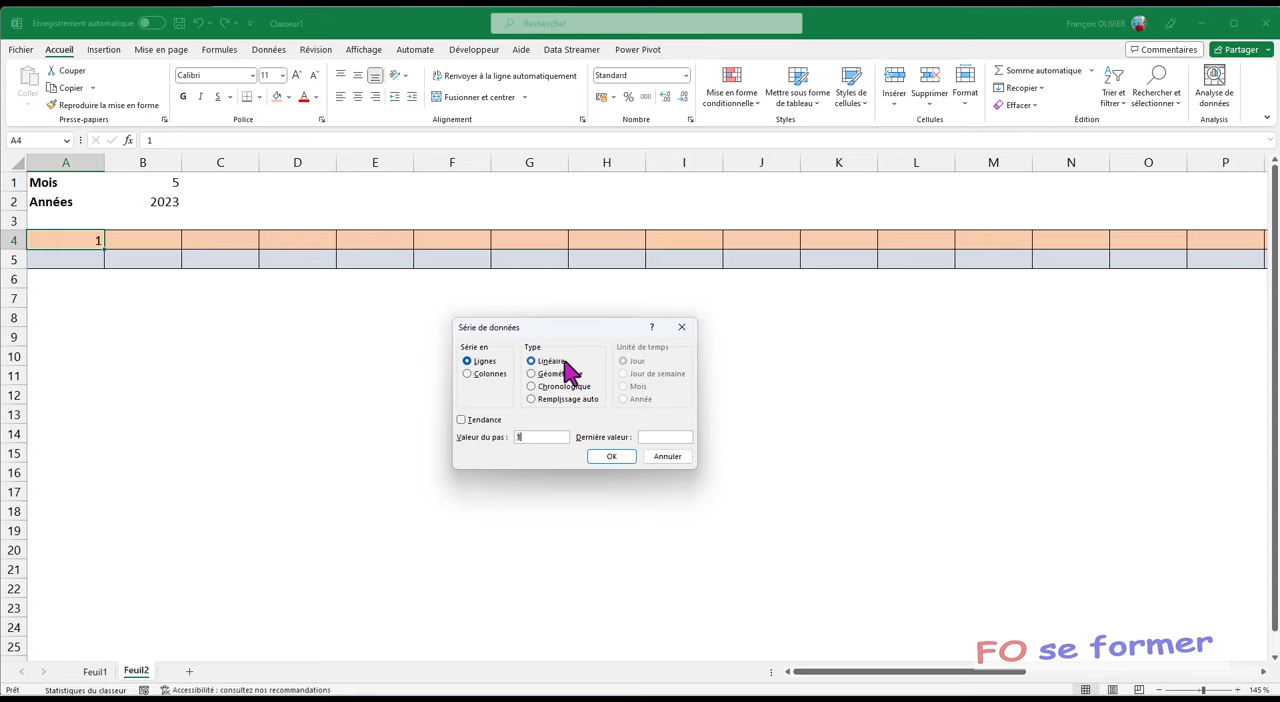 Enregistrement automatique Classeur1 Rechercher François OLIVIER
Fichier Accueil Insertion Mise en page Formules Données Révision Affichage Automate Développeur Aide Data Streamer Power Pivot Commentaires Partager
Coller
Couper
Copier
Reproduire la mise en forme
Presse-papiers
Calibri 11
G I S
Police
Renvoyer à la ligne automatiquement
Fusionner et centrer
Alignement
Standard
% 000
Nombre
Mise en forme conditionnelle
Mettre sous forme de tableau
Styles de cellules
Styles
Insérer Supprimer Format
Cellules
Somme automatique
Recopier
Effacer
Trier et filtrer
Rechercher et sélectionner
Édition
Analyse de données
Analyse
A4 fx 1
A B C D E F G H I J K L M N O P
1 Mois 5
2 Années 2023
3
4 1
5
6
7
8
9
10
11
12
13
14
15
16
17
18
19
20
21
22
23
24
25
Série de données ?
Série en Type Unité de temps
Lignes Linéaire Jour
Colonnes Jour de semaine
Chronologique Mois
Remplissage auto Année
Tendance
Valeur du pas : Dernière valeur :
OK Annuler
FO se former
Feuil1 Feuil2
Prêt Statistiques du classeur Accessibilité : consultez nos recommandations 145 %